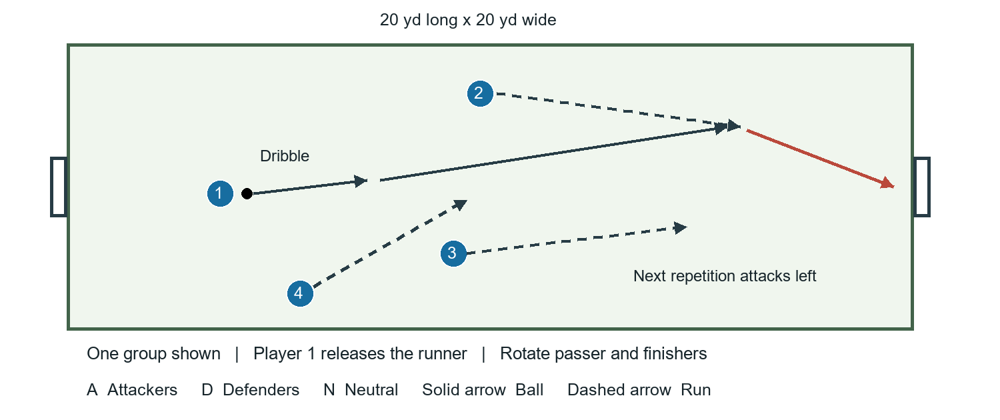 20 yd long x 20 yd wide
2
Dribble
1
3
Next repetition attacks left
4
One group shown | Player 1 releases the runner | Rotate passer and finishers
A Attackers D Defenders N Neutral Solid arrow Ball Dashed arrow Run